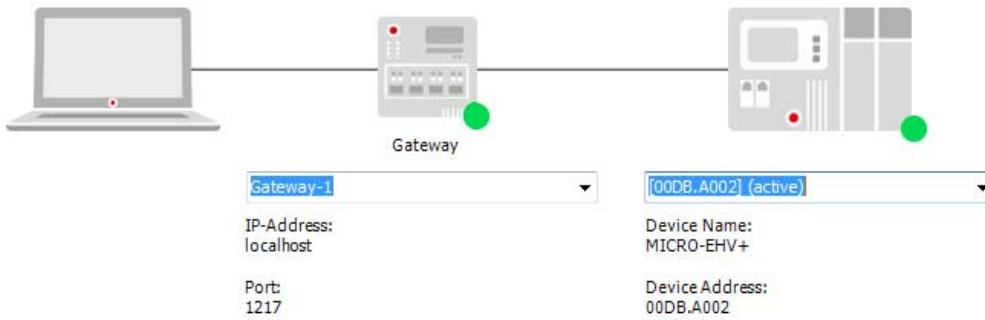 Gateway
Gateway-1
[00DB.A002] (active)
IP-Address:
localhost
Device Name:
MICRO-EHV+
Port:
1217
Device Address:
00DB.A002